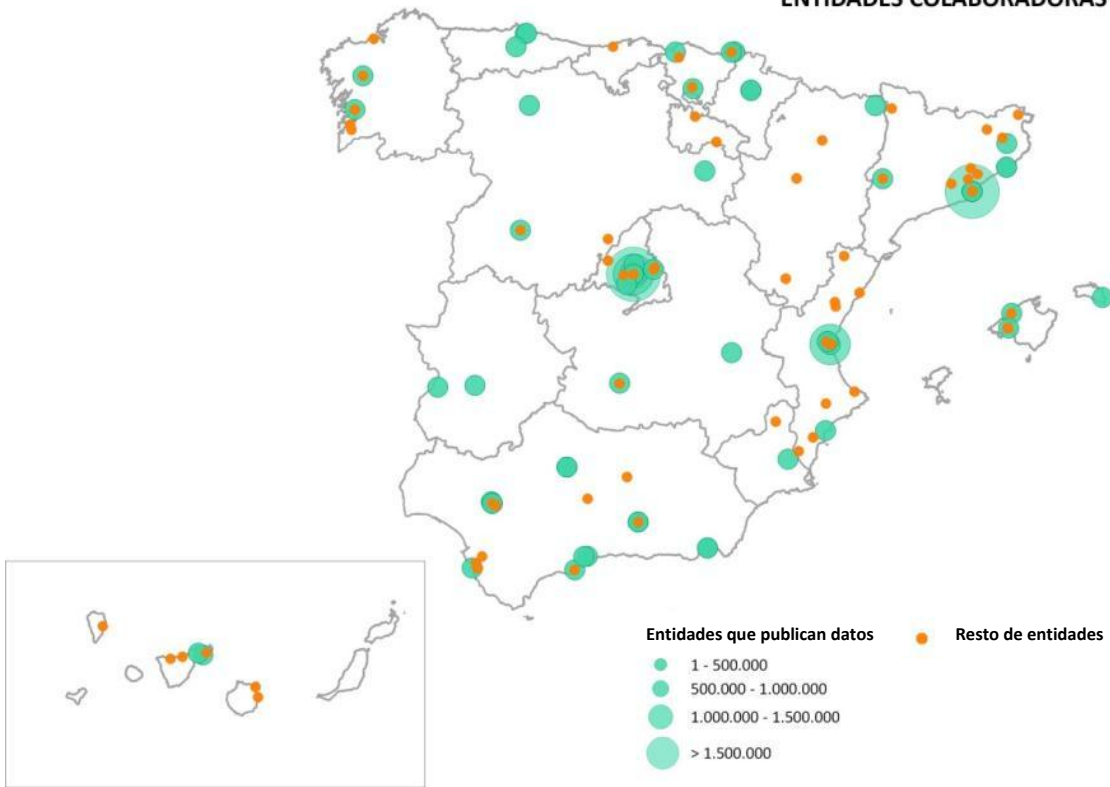 ENTIDADES COLABORADORAS
Entidades que publican datos
Resto de entidades
1 - 500.000
500.000 - 1.000.000
1.000.000 - 1.500.000
> 1.500.000